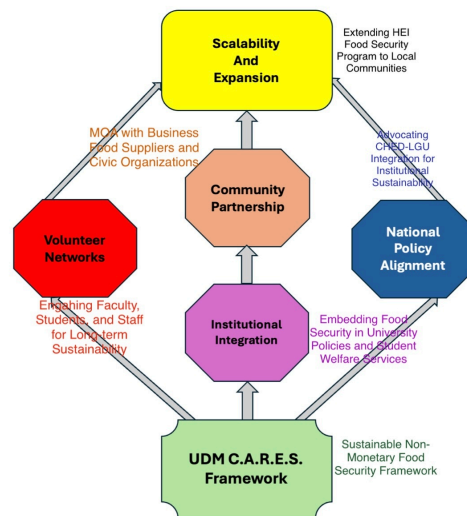 Scalability
And
Expansion
Extending HEI
Food Security
Program to Local
Communities
MOA with Business
Food Suppliers and
Civic Organizations
Advocating
CHED-LGU
Integration for
Institutional
Sustainability
Community
Partnership
Volunteer
Networks
National
Policy
Alignment
Engahing Faculty,
Students, and Staff
for Long-term
Sustainability
Institutional
Integration
Embedding Food
Security in University
Policies and Student
Welfare Services
UDM C.A.R.E.S.
Framework
Sustainable Non-
Monetary Food
Security Framework